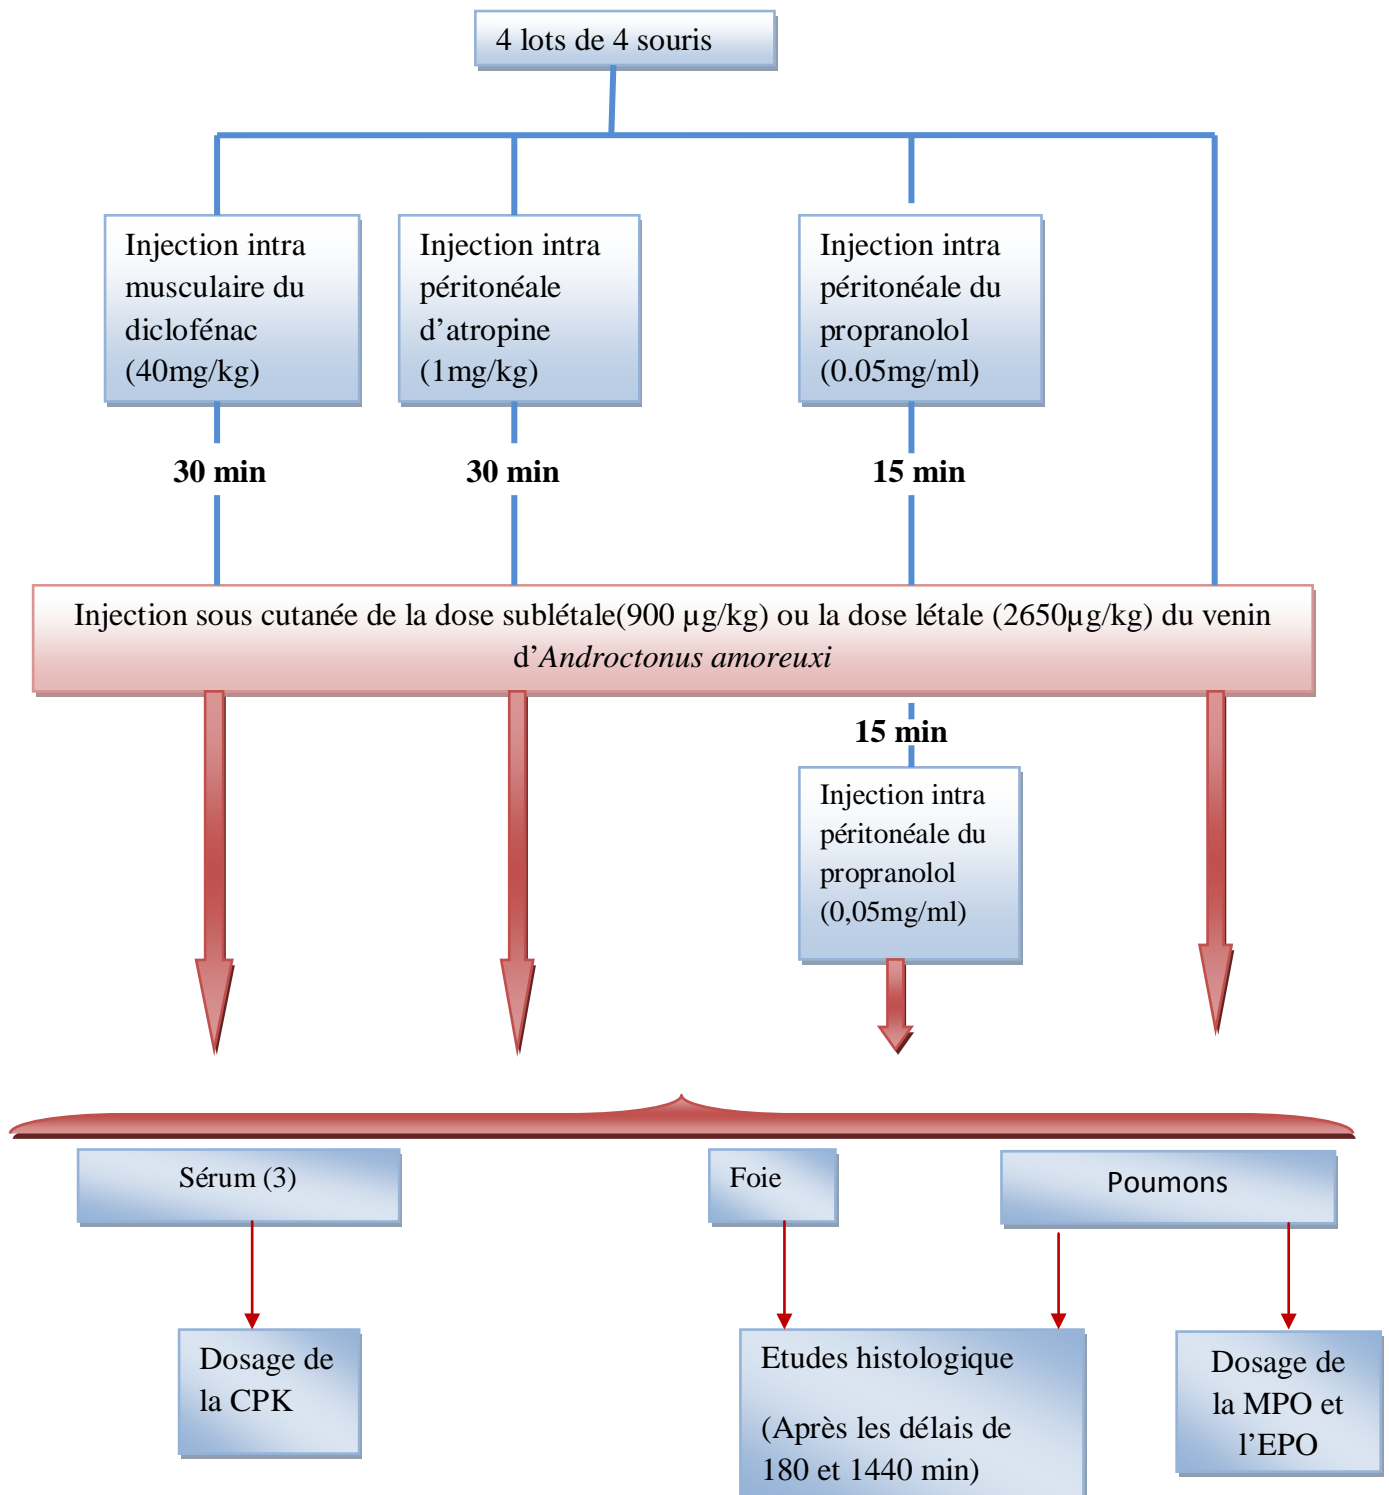 4 lots de 4 souris
Injection intra
musculaire du
diclofénac
(40mg/kg)
Injection intra
péritonéale
d’atropine
(1mg/kg)
Injection intra
péritonéale du
propranolol
(0.05mg/ml)
30 min
30 min
15 min
Injection sous cutanée de la dose sublétale(900 µg/kg) ou la dose létale (2650µg/kg) du venin
d’Androctonus amoreuxi
15 min
Injection intra
péritonéale du
propranolol
(0,05mg/ml)
Sérum (3)
Foie
Poumons
Dosage de
la CPK
Etudes histologique
(Après les délais de
180 et 1440 min)
Dosage de
la MPO et
l’EPO